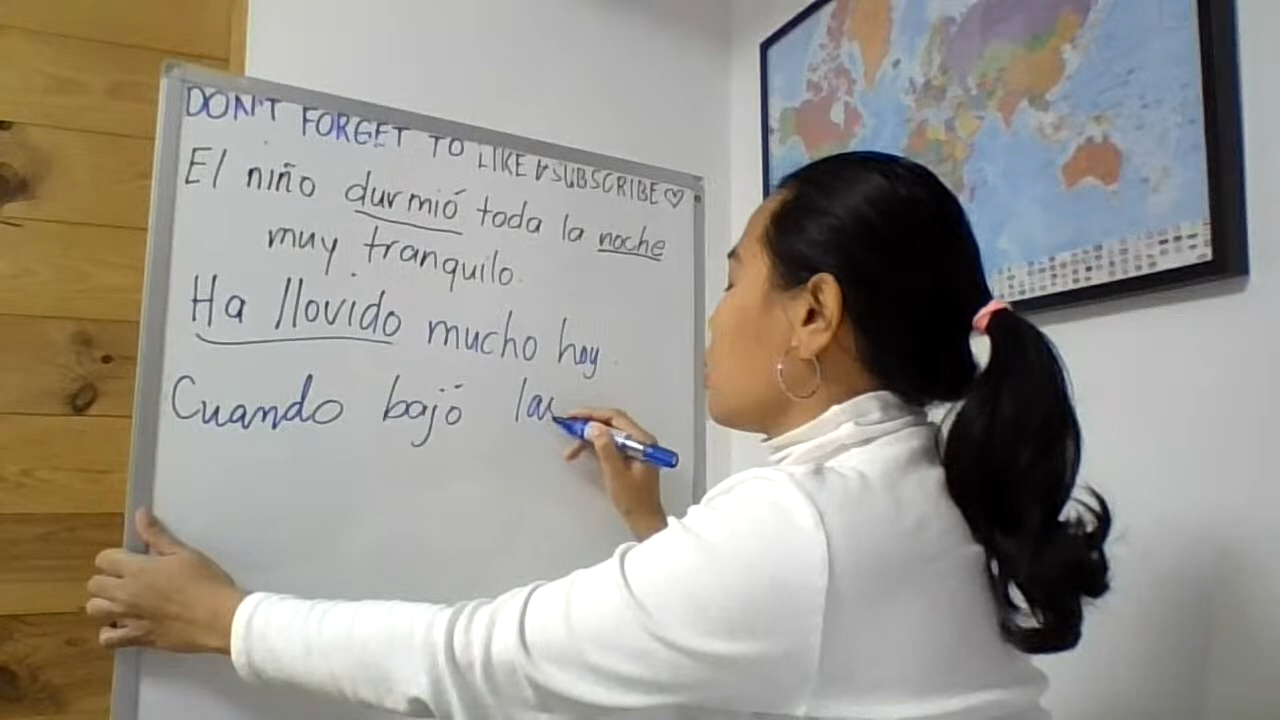 DON'T FORGET TO LIKE & SUBSCRIBE ♡
El niño durmió toda la noche
muy tranquilo.
Ha llovido mucho hoy.
Cuando bajó las